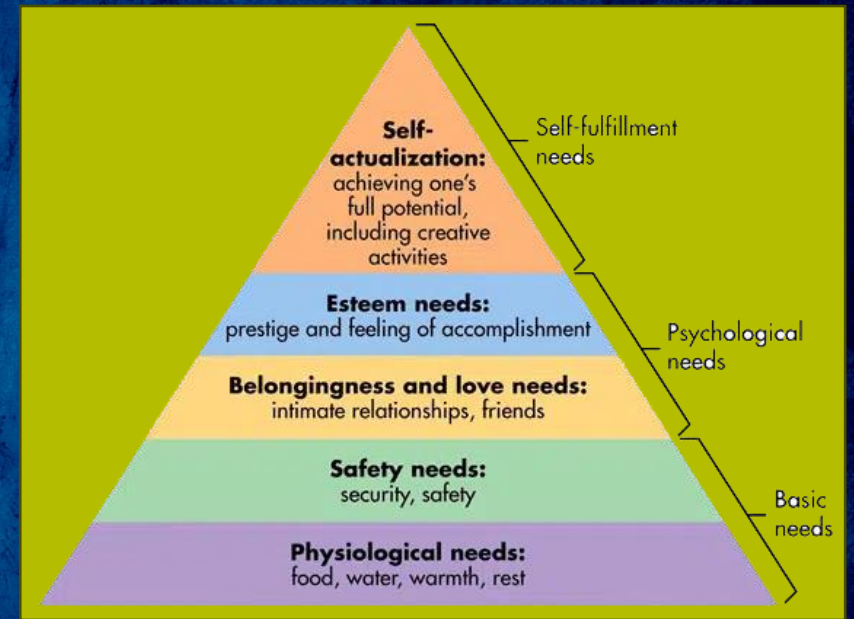 Self-
actualization:
achieving one's
full potential,
including creative
activities
Self-fulfillment
needs
Esteem needs:
prestige and feeling of accomplishment
Psychological
needs
Belongingness and love needs:
intimate relationships, friends
Safety needs:
security, safety
Basic
needs
Physiological needs:
food, water, warmth, rest